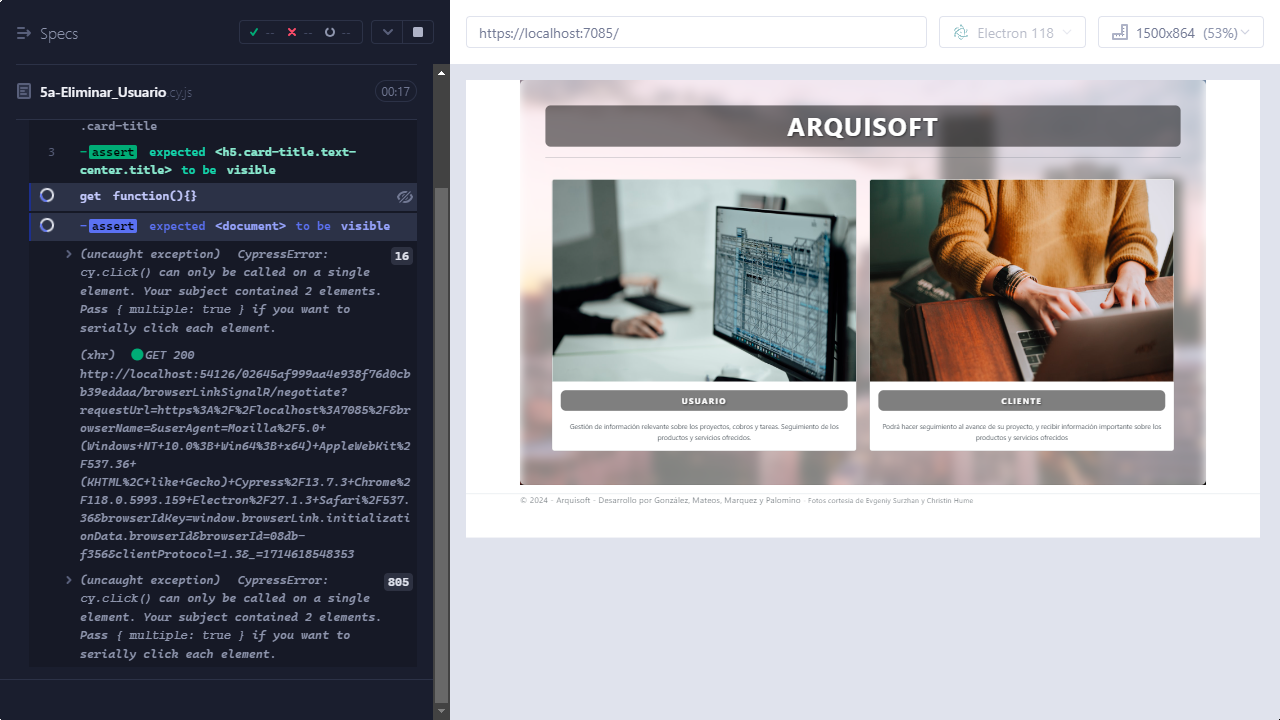 Specs
-- -- --
https://localhost:7085/
Electron 118
1500x864 (53%)
5a-Eliminar_Usuario.cy.js
00:17
.card-title
3 -assert expected <h5.card-title.text-
center.title> to be visible
get function(){}
-assert expected <document> to be visible
(uncaught exception) CypressError: 16
cy.click() can only be called on a single
element. Your subject contained 2 elements.
Pass { multiple: true } if you want to
serially click each element.
(xhr) GET 200
http://localhost:54126/02645af999aa4e938f76d0cb
b39eddaa/browserLinkSignalR/negotiate?
requestUrl=https%3A%2F%2Flocalhost%3A7085%2F&br
owserName=&userAgent=Mozilla%2F5.0+
(Windows+NT+10.0%3B+Win64%3B+x64)+AppleWebKit%2
F537.36+
(KHTML%2C+like+Gecko)+Cypress%2F13.7.3+Chrome%2
F118.0.5993.159+Electron%2F27.1.3+Safari%2F537.
36&browserIdKey=window.browserLink.initializati
onData.browserId&browserId=08db-
f356&clientProtocol=1.3&_=1714618548353
(uncaught exception) CypressError: 805
cy.click() can only be called on a single
element. Your subject contained 2 elements.
Pass { multiple: true } if you want to
serially click each element.
ARQUISOFT
USUARIO
Gestión de información relevante sobre los proyectos, cobros y tareas. Seguimiento de los
productos y servicios ofrecidos.
CLIENTE
Podrá hacer seguimiento al avance de su proyecto, y recibir información importante sobre los
productos y servicios ofrecidos
© 2024 - Arquisoft - Desarrollo por González, Mateos, Marquez y Palomino - Fotos cortesía de Evgeniy Surzhan y Christin Hume